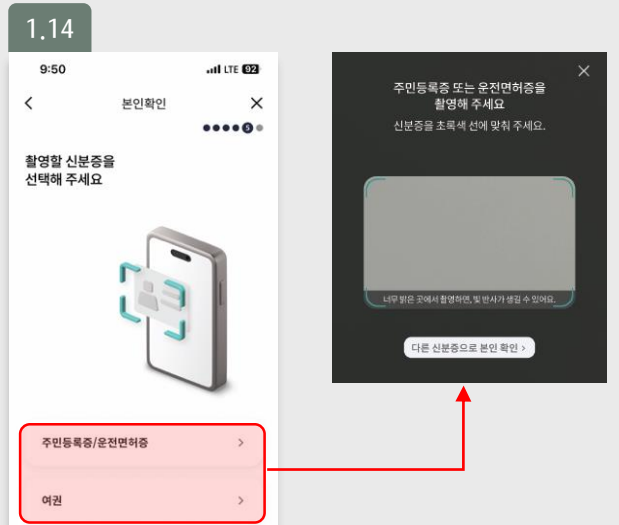 1.14
9:50
LTE 92
본인확인
5
촬영할 신분증을
선택해 주세요
주민등록증/운전면허증
여권
주민등록증 또는 운전면허증을
촬영해 주세요
신분증을 초록색 선에 맞춰 주세요.
너무 밝은 곳에서 촬영하면, 빛 반사가 생길 수 있어요.
다른 신분증으로 본인 확인 >